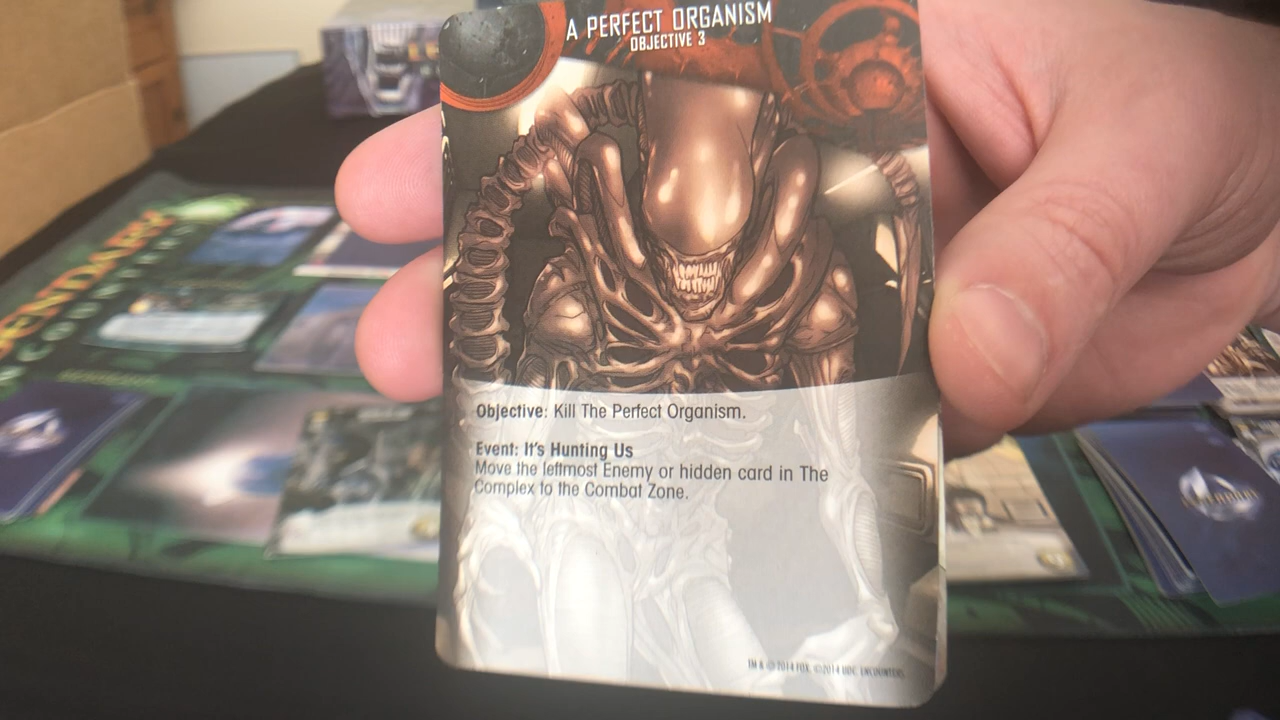 A PERFECT ORGANISM
OBJECTIVE 3
Objective: Kill The Perfect Organism.
Event: It's Hunting Us
Move the leftmost Enemy or hidden card in The
Complex to the Combat Zone.
TM & © 2014 FOX. ©2014 UDC. ENCOUNTERS